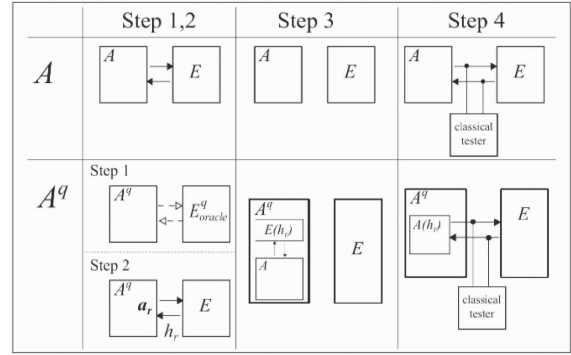 Step 1,2 Step 3 Step 4
A
A E
A E
A E
classical
tester
A^q
Step 1
A^q E^q_oracle
Step 2
A^q a_r E
h_r
A^q
E(h_r)
A
E
A^q
A(h_r)
E
classical
tester